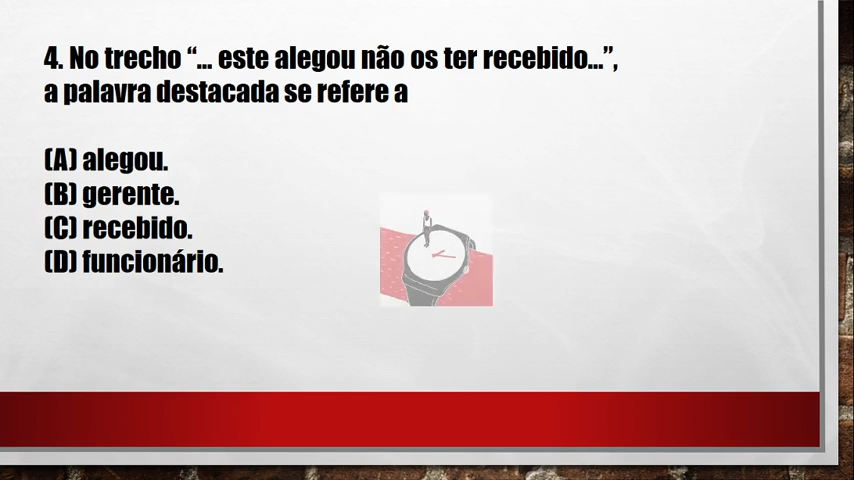 4. No trecho “... este alegou não os ter recebido...”,
a palavra destacada se refere a
(A) alegou.
(B) gerente.
(C) recebido.
(D) funcionário.